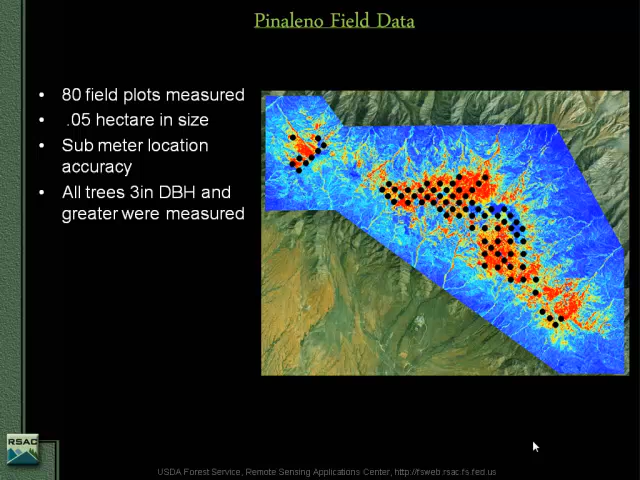 Pinaleno Field Data
• 80 field plots measured
• .05 hectare in size
• Sub meter location
accuracy
• All trees 3in DBH and
greater were measured
RSAC
USDA Forest Service, Remote Sensing Applications Center, http://fsweb.rsac.fs.fed.us